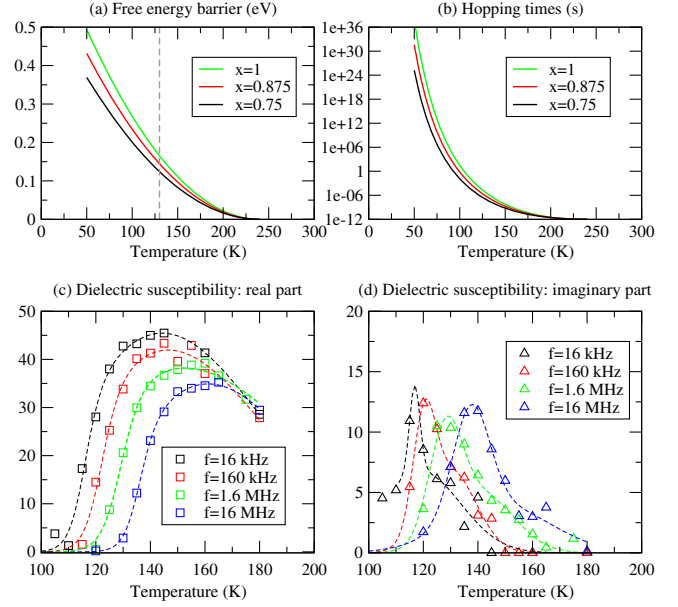 (a) Free energy barrier (eV)
0.5
0.4
0.3
0.2
0.1
0
x=1
x=0.875
x=0.75
0 50 100 150 200 250 300
Temperature (K)
(b) Hopping times (s)
1e+36
1e+30
1e+24
1e+18
1e+12
1e+06
1
1e-06
1e-12
x=1
x=0.875
x=0.75
0 50 100 150 200 250 300
Temperature (K)
(c) Dielectric susceptibility: real part
50
40
30
20
10
0
f=16 kHz
f=160 kHz
f=1.6 MHz
f=16 MHz
100 120 140 160 180 200
Temperature (K)
(d) Dielectric susceptibility: imaginary part
20
15
10
5
0
f=16 kHz
f=160 kHz
f=1.6 MHz
f=16 MHz
100 120 140 160 180 200
Temperature (K)